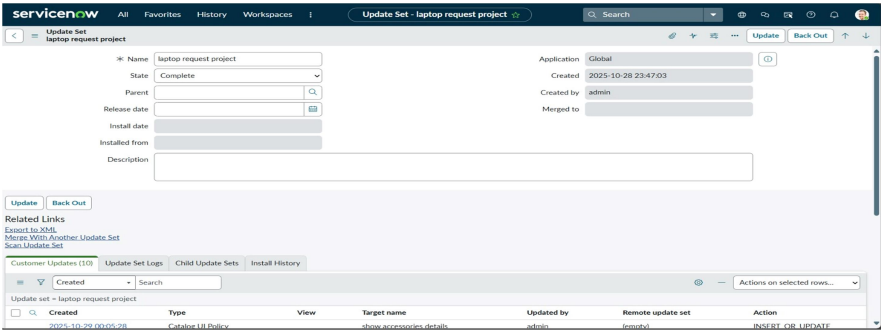 servicenow All Favorites History Workspaces Update Set - laptop request project Search
Update Set
laptop request project
Update Back Out
* Name laptop request project Application Global
State Complete Created 2025-10-28 23:47:03
Parent Created by admin
Release date Merged to
Install date
Installed from
Description
Update Back Out
Related Links
Export to XML
Merge With Another Update Set
Scan Update Set
Customer Updates (10) Update Set Logs Child Update Sets Install History
Created Search Actions on selected rows...
Update set = laptop request project
Created Type View Target name Updated by Remote update set Action
2025-10-29 00:05:28 Catalog UI Policy show accessories details admin (empty) INSERT_OR_UPDATE